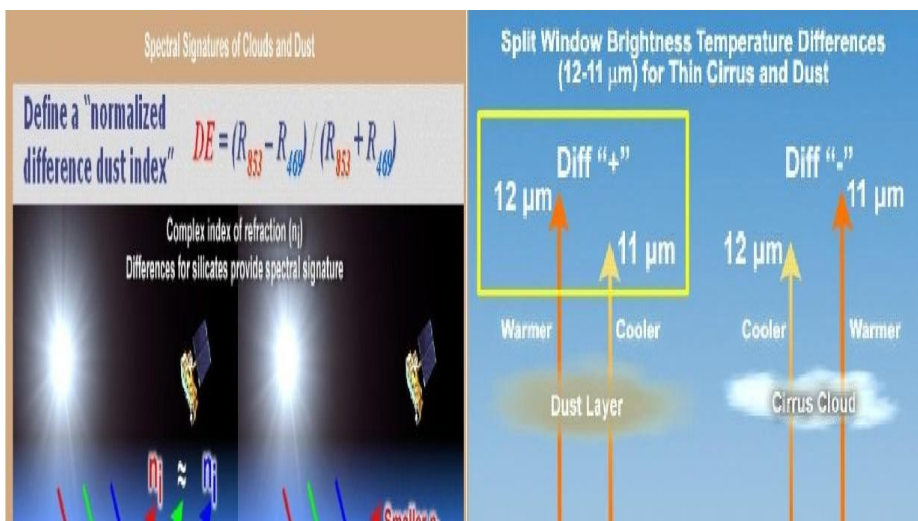 Spectral Signatures of Clouds and Dust
Define a "normalized
difference dust index"
DE = (R853 − R469) / (R853 + R469)
Complex index of refraction (ni)
Differences for silicates provide spectral signature
ni ≈ ni
Smaller n
Split Window Brightness Temperature Differences
(12-11 μm) for Thin Cirrus and Dust
Diff "+"
12 μm
11 μm
Warmer
Cooler
Dust Layer
Diff "-"
11 μm
12 μm
Cooler
Warmer
Cirrus Cloud